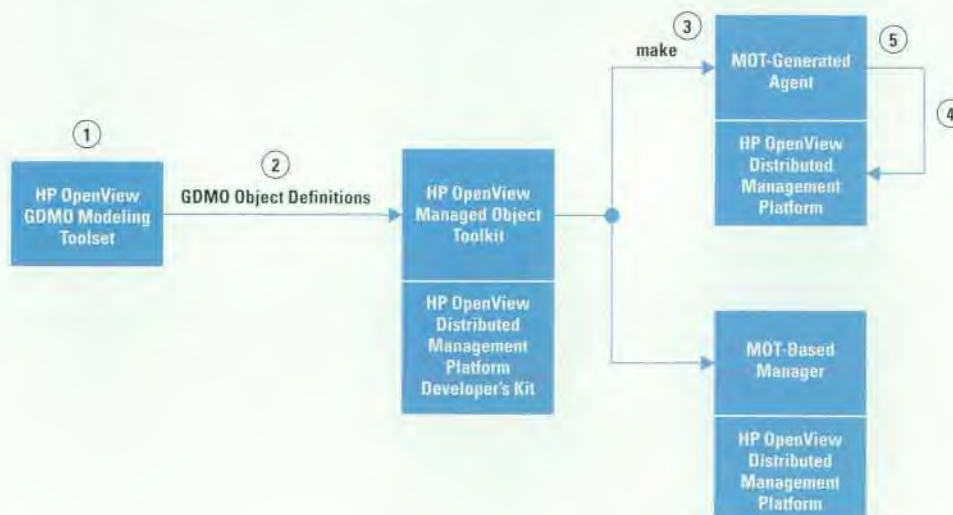 1
HP OpenView
GDMO Modeling
Toolset
2
GDMO Object Definitions
HP OpenView
Managed Object
Toolkit
HP OpenView
Distributed
Management
Platform
Developer's Kit
3
make
MOT-Generated
Agent
5
4
HP OpenView
Distributed
Management
Platform
MOT-Based
Manager
HP OpenView
Distributed
Management
Platform